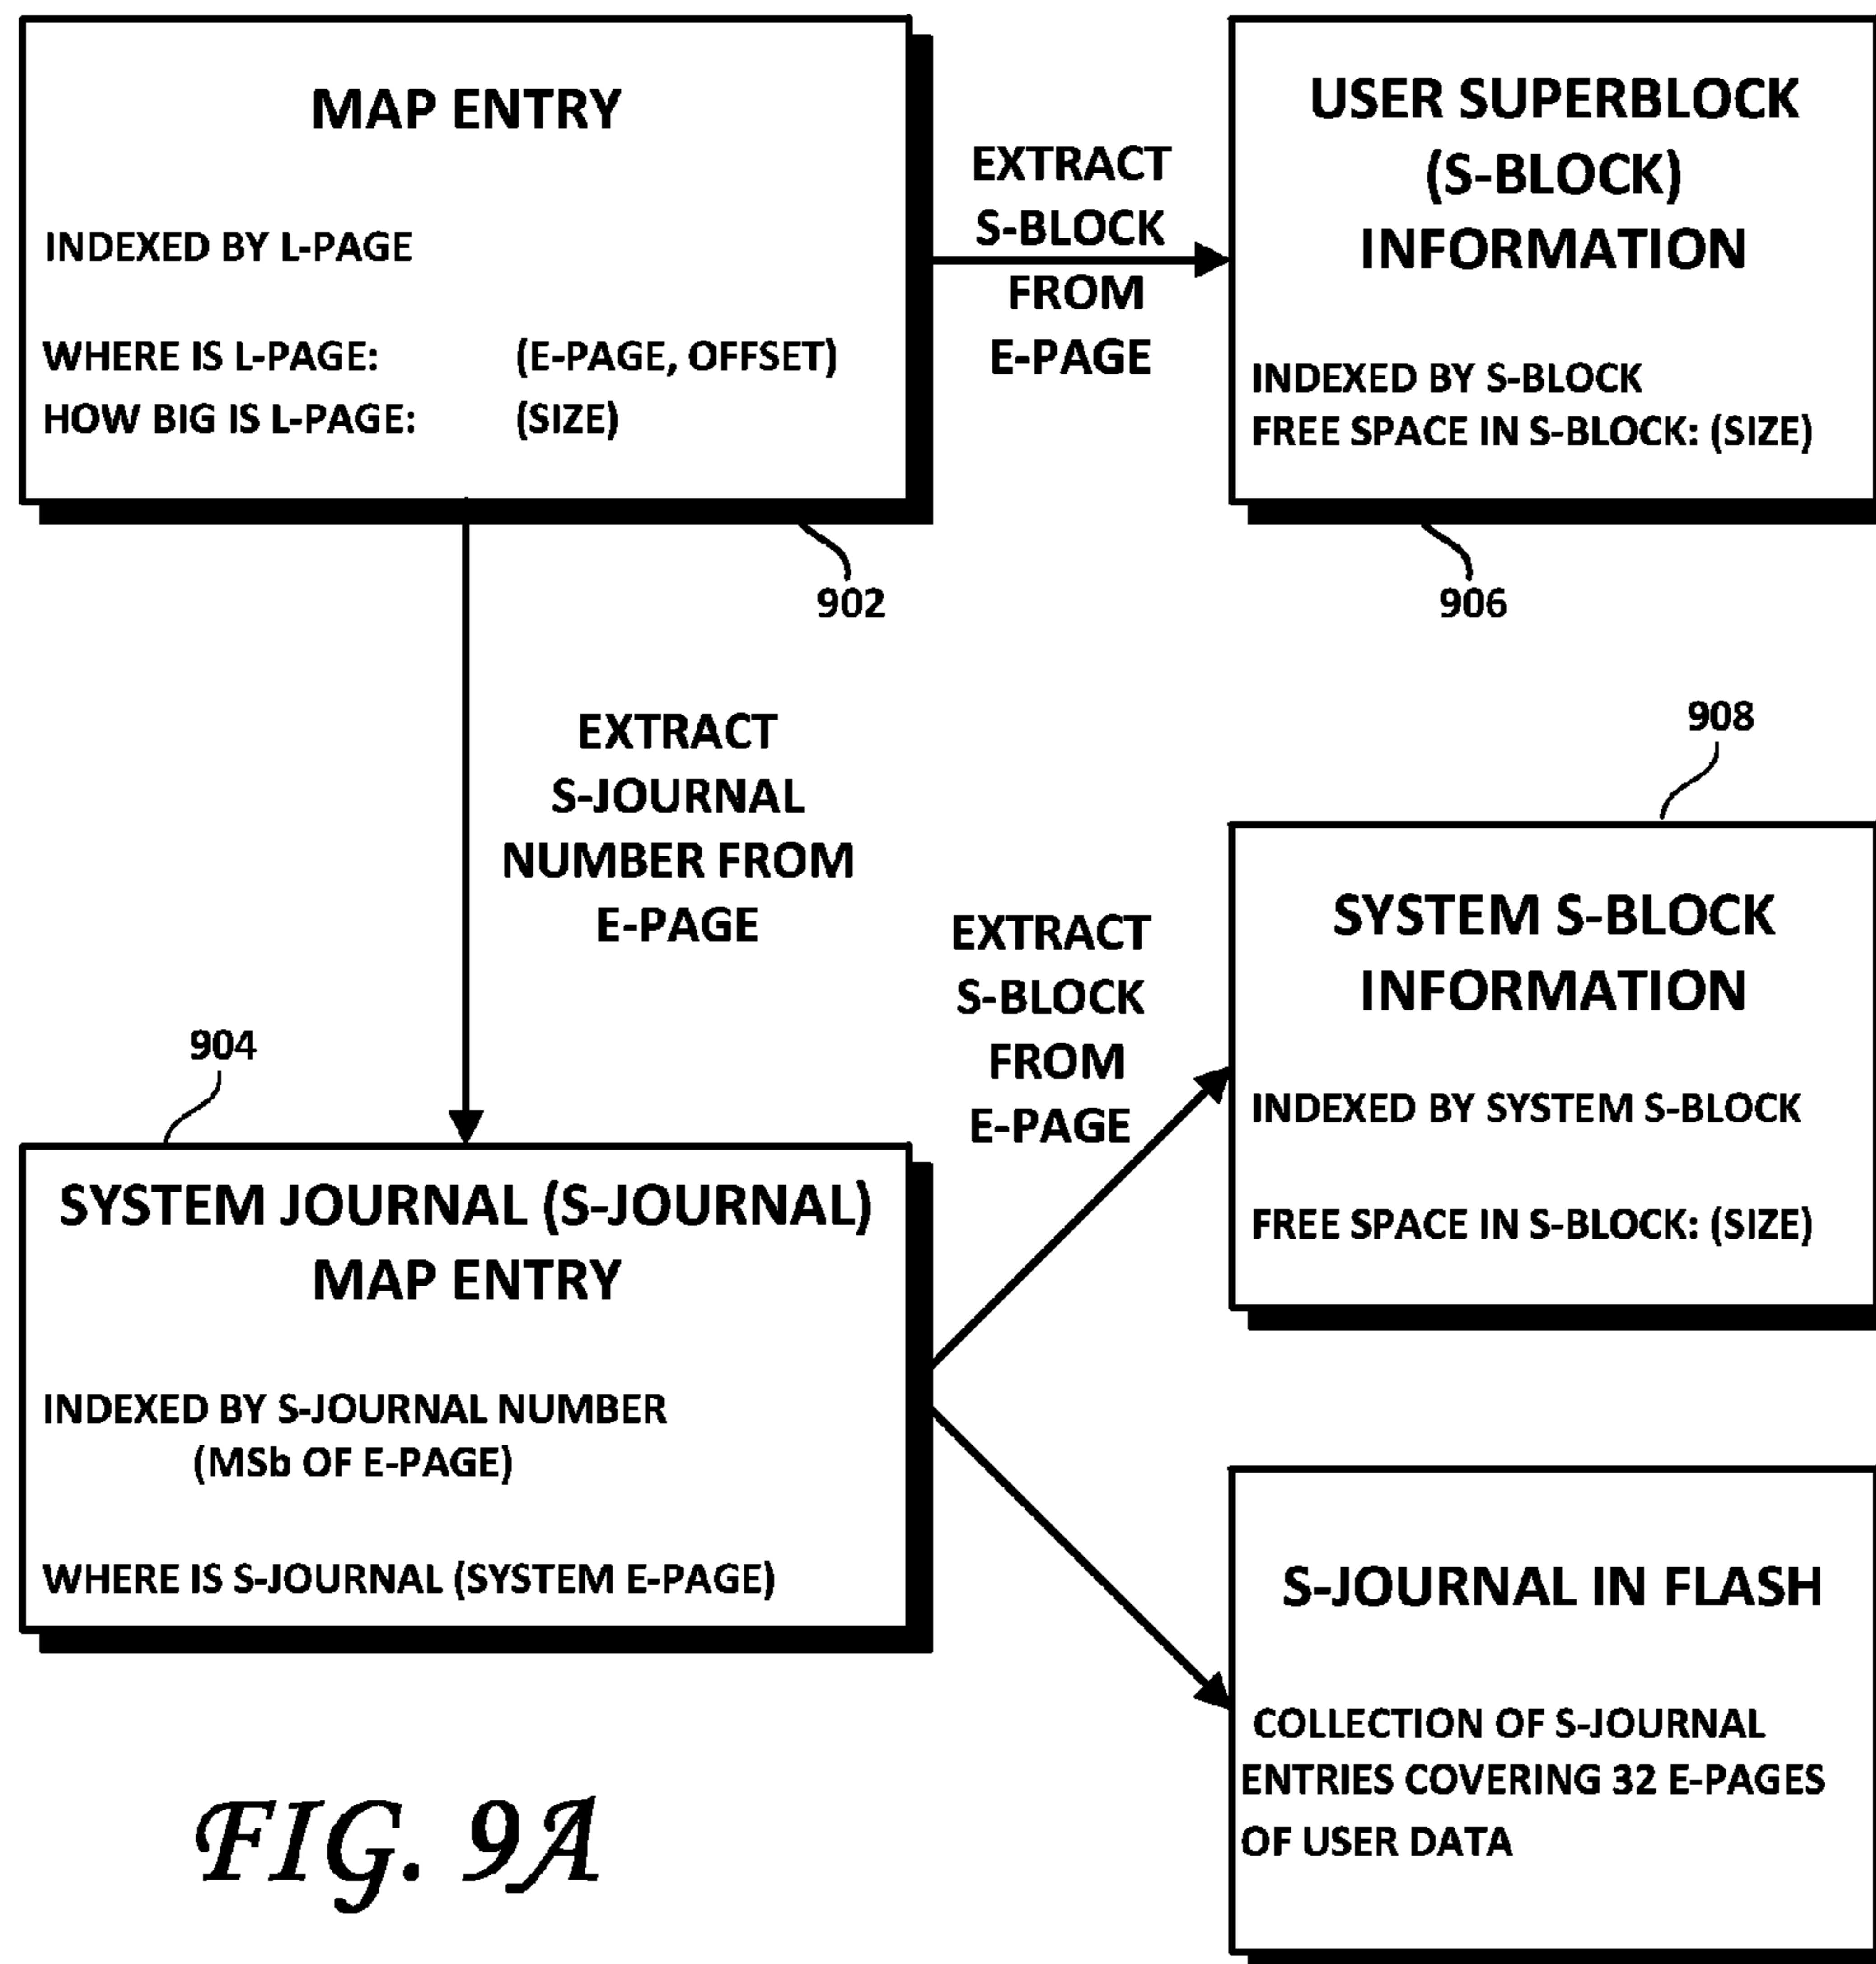 MAP ENTRY
INDEXED BY L-PAGE
WHERE IS L-PAGE: (E-PAGE, OFFSET)
HOW BIG IS L-PAGE: (SIZE)
902
EXTRACT
S-BLOCK
FROM
E-PAGE
USER SUPERBLOCK
(S-BLOCK)
INFORMATION
INDEXED BY S-BLOCK
FREE SPACE IN S-BLOCK: (SIZE)
906
EXTRACT
S-JOURNAL
NUMBER FROM
E-PAGE
904
SYSTEM JOURNAL (S-JOURNAL)
MAP ENTRY
INDEXED BY S-JOURNAL NUMBER
(MSb OF E-PAGE)
WHERE IS S-JOURNAL (SYSTEM E-PAGE)
EXTRACT
S-BLOCK
FROM
E-PAGE
908
SYSTEM S-BLOCK
INFORMATION
INDEXED BY SYSTEM S-BLOCK
FREE SPACE IN S-BLOCK: (SIZE)
S-JOURNAL IN FLASH
COLLECTION OF S-JOURNAL
ENTRIES COVERING 32 E-PAGES
OF USER DATA
FIG. 9A